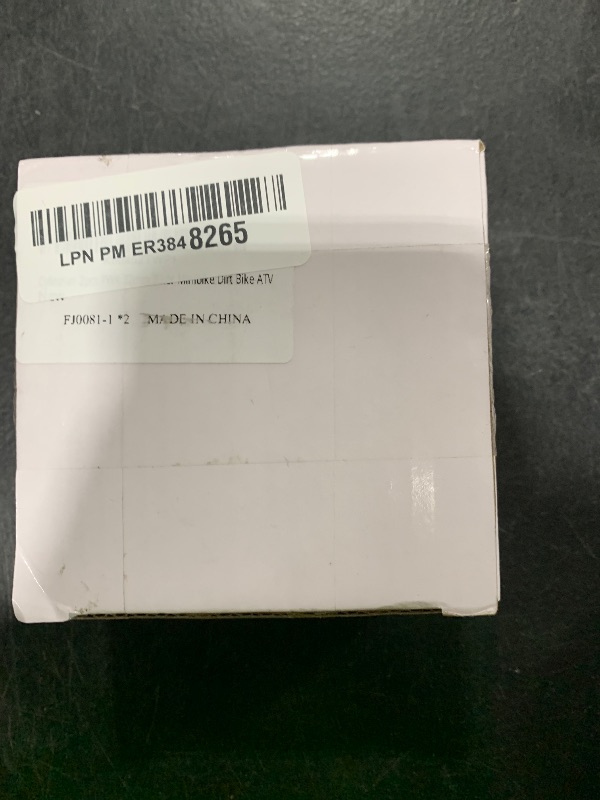 LPN PM ER3848265
Minibike Dirt Bike ATV
FJ0081-1 *2 MADE IN CHINA